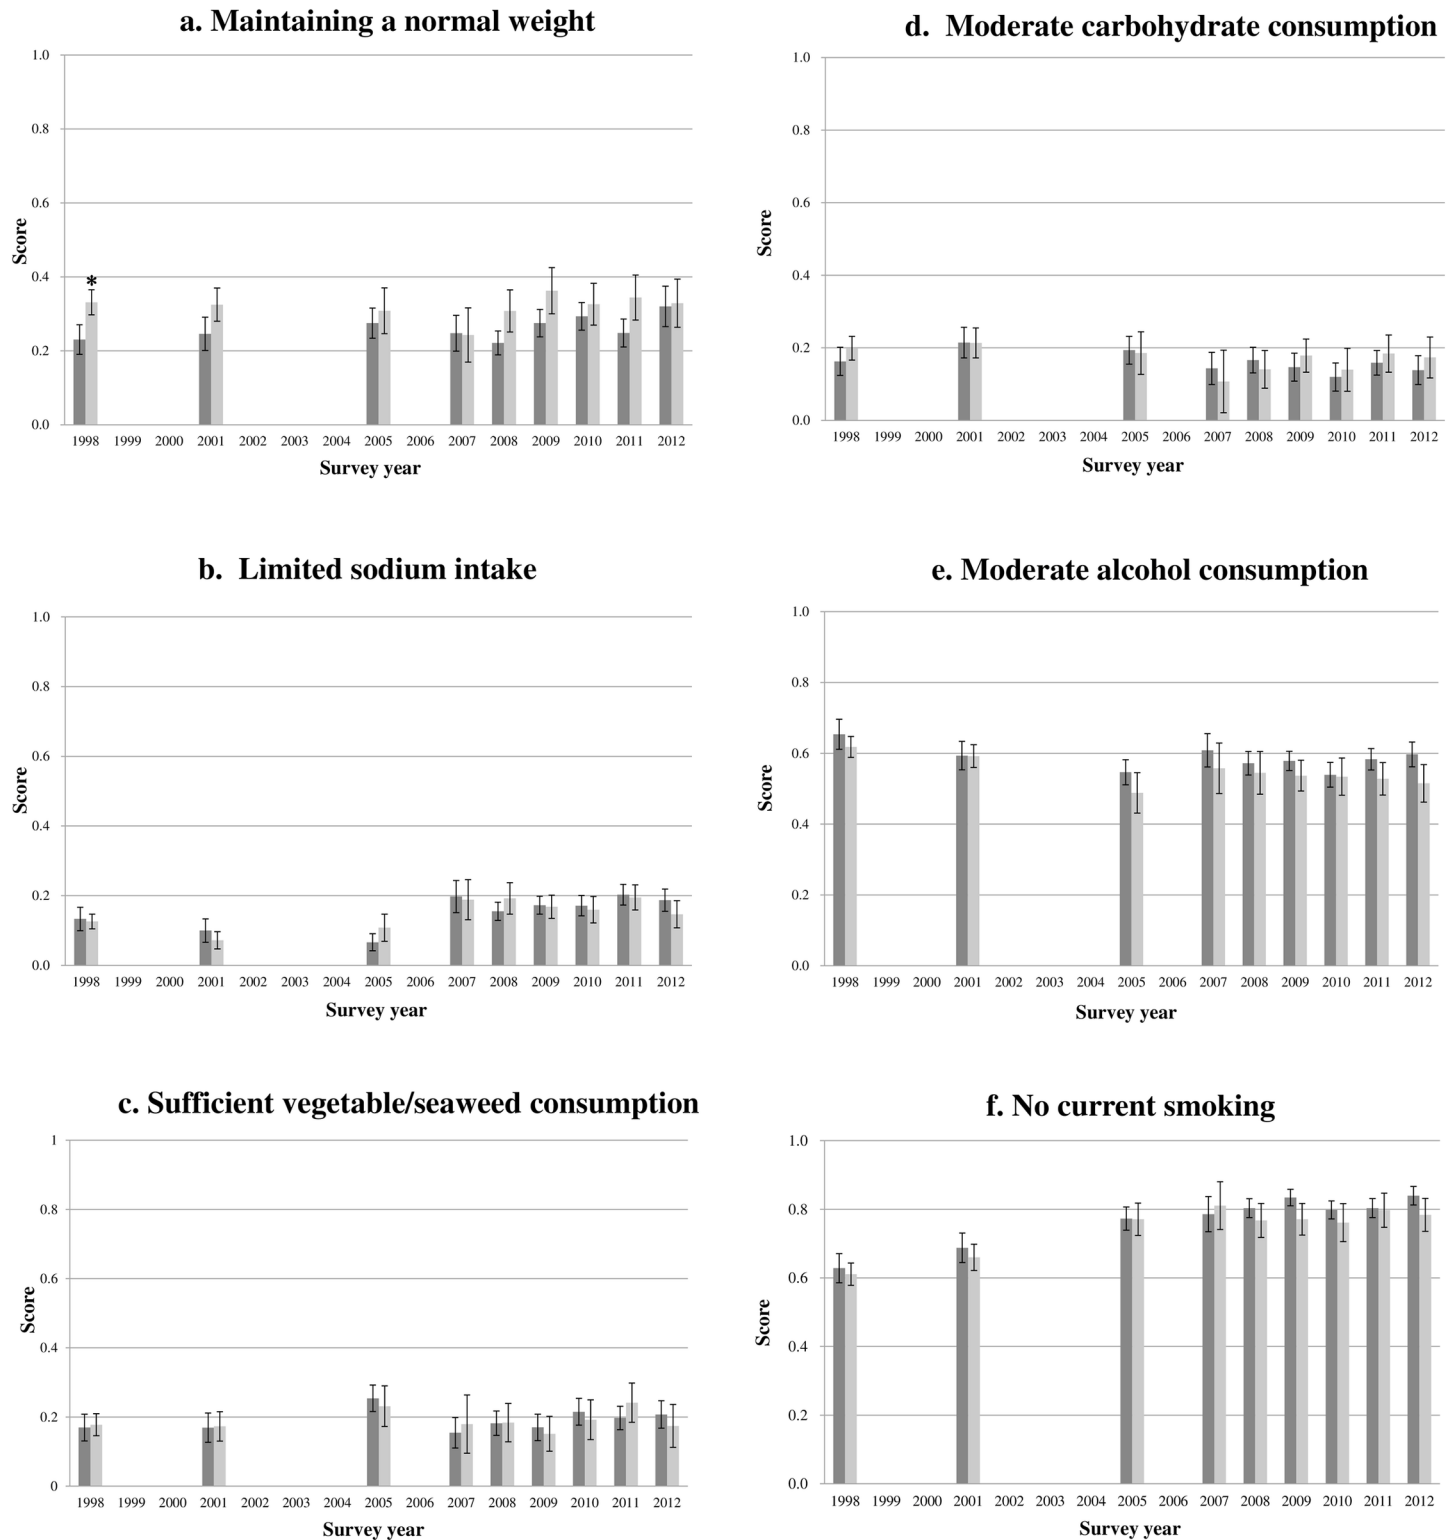 a. Maintaining a normal weight
1.0
0.8
0.6
0.4
0.2
0.0
Score
*
1998 1999 2000 2001 2002 2003 2004 2005 2006 2007 2008 2009 2010 2011 2012
Survey year
b. Limited sodium intake
1.0
0.8
0.6
0.4
0.2
0.0
Score
1998 1999 2000 2001 2002 2003 2004 2005 2006 2007 2008 2009 2010 2011 2012
Survey year
c. Sufficient vegetable/seaweed consumption
1
0.8
0.6
0.4
0.2
0
Score
1998 1999 2000 2001 2002 2003 2004 2005 2006 2007 2008 2009 2010 2011 2012
Survey year
d. Moderate carbohydrate consumption
1.0
0.8
0.6
0.4
0.2
0.0
Score
1998 1999 2000 2001 2002 2003 2004 2005 2006 2007 2008 2009 2010 2011 2012
Survey year
e. Moderate alcohol consumption
1.0
0.8
0.6
0.4
0.2
0.0
Score
1998 1999 2000 2001 2002 2003 2004 2005 2006 2007 2008 2009 2010 2011 2012
Survey year
f. No current smoking
1.0
0.8
0.6
0.4
0.2
0.0
Score
1998 1999 2000 2001 2002 2003 2004 2005 2006 2007 2008 2009 2010 2011 2012
Survey year